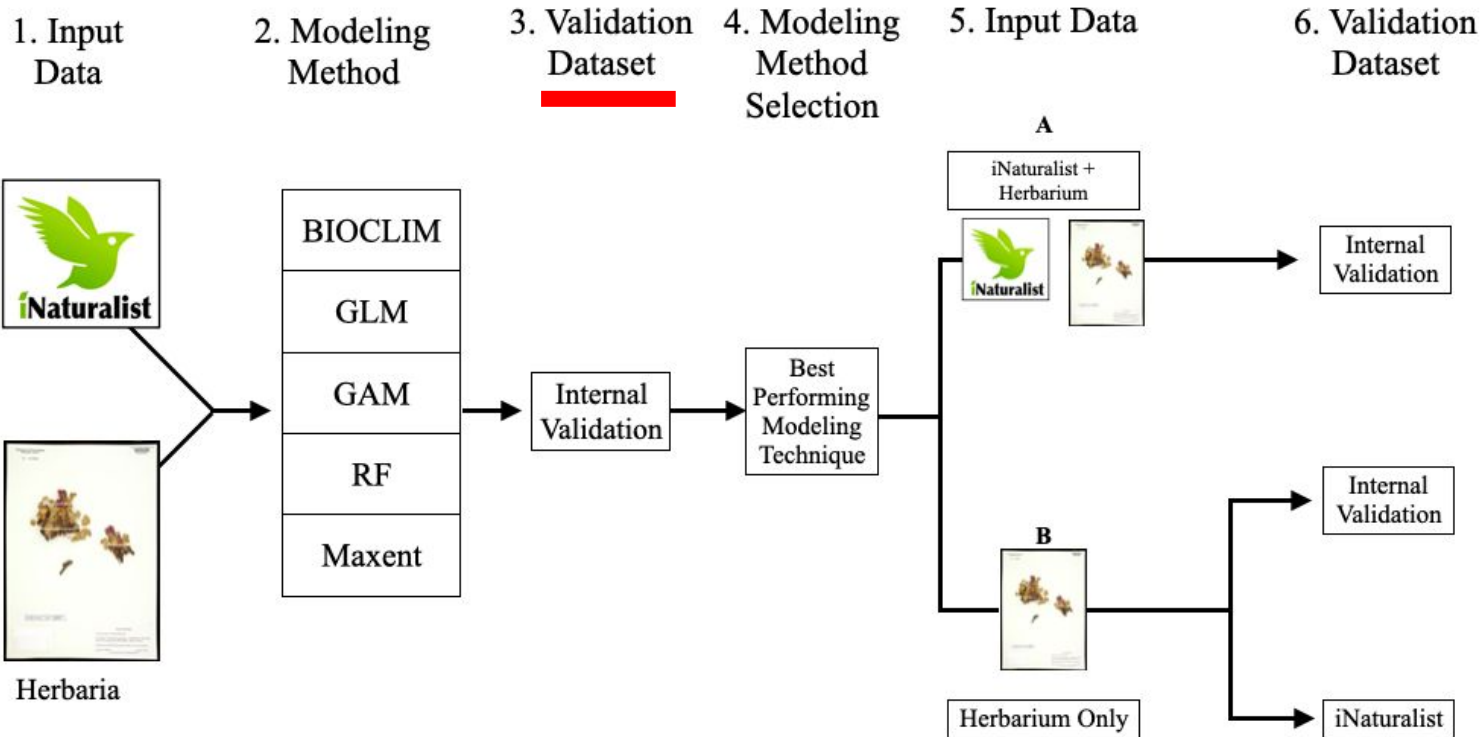 1. Input
Data
2. Modeling
Method
3. Validation
Dataset
4. Modeling
Method
Selection
5. Input Data
6. Validation
Dataset
iNaturalist
Herbaria
BIOCLIM
GLM
GAM
RF
Maxent
Internal
Validation
Best
Performing
Modeling
Technique
A
iNaturalist +
Herbarium
iNaturalist
B
Herbarium Only
Internal
Validation
Internal
Validation
iNaturalist